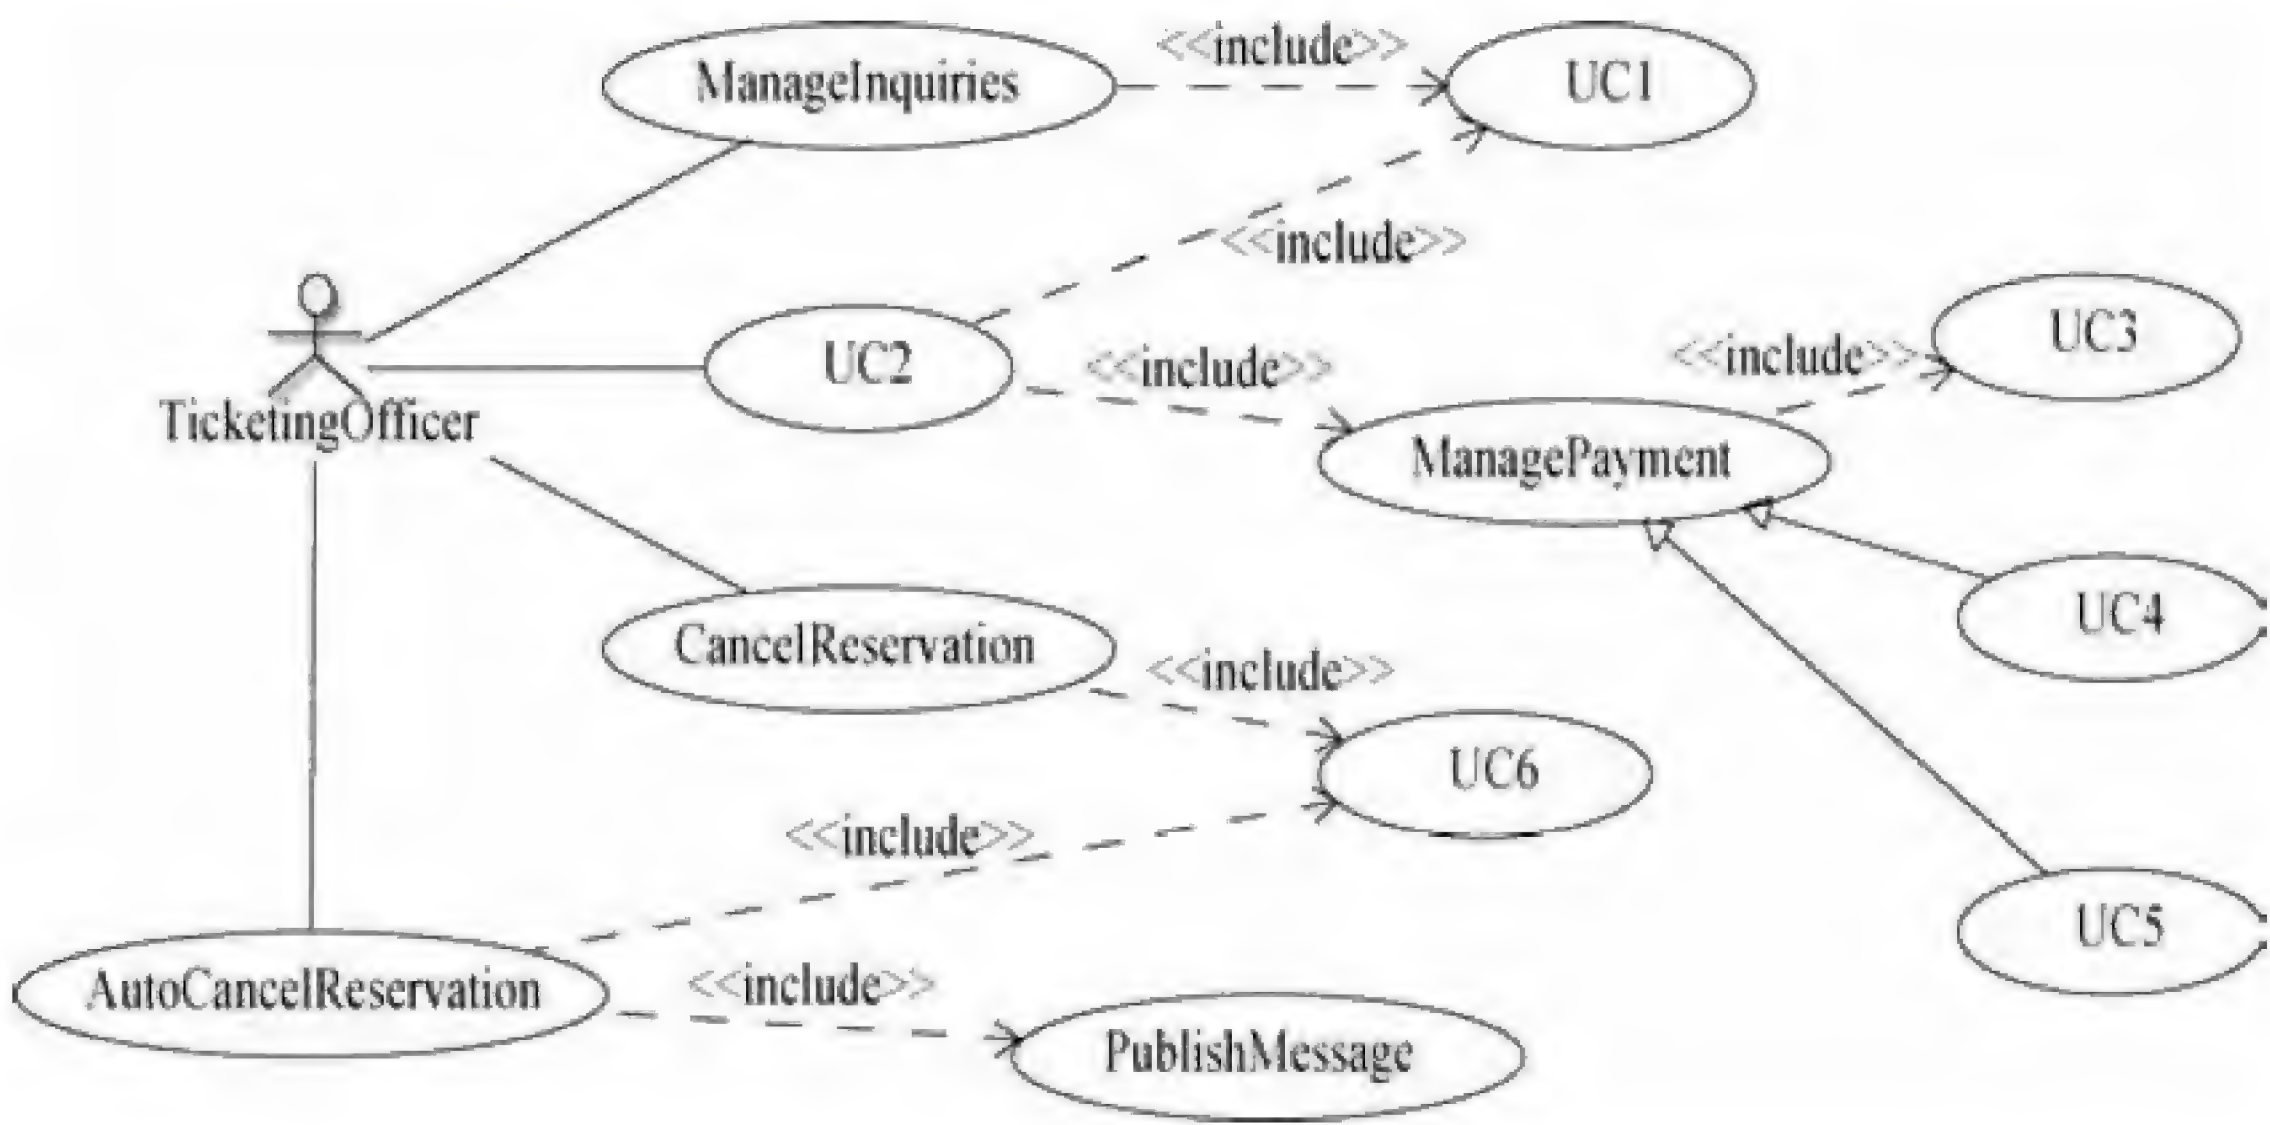 <<include>>
ManageInquiries
UC1
<<include>>
UC3
UC2
<<include>>
<<include>>
TicketingOfficer
ManagePayment
UC4
CancelReservation
<<include>>
UC6
<<include>>
UC5
AutoCancelReservation
<<include>>
PublishMessage